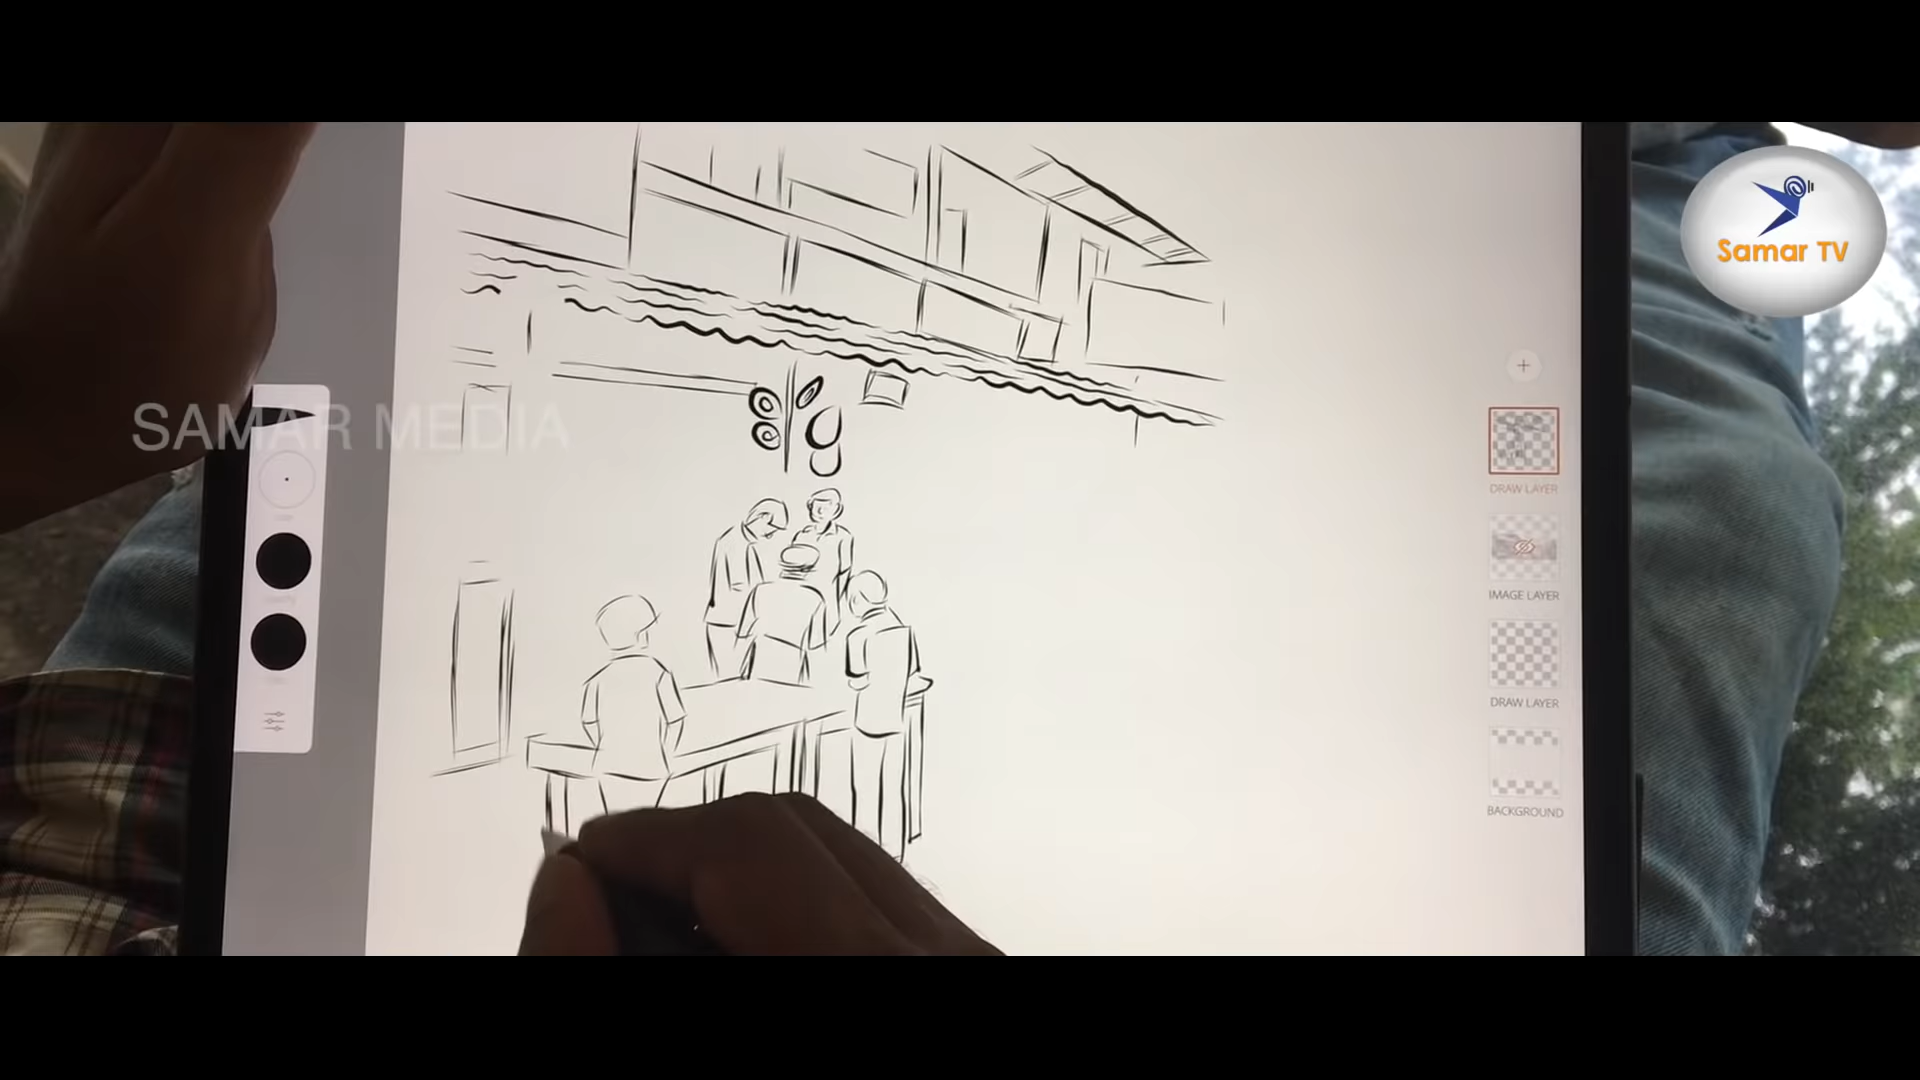 Samar TV
SAMAR MEDIA
DRAW LAYER
IMAGE LAYER
DRAW LAYER
BACKGROUND